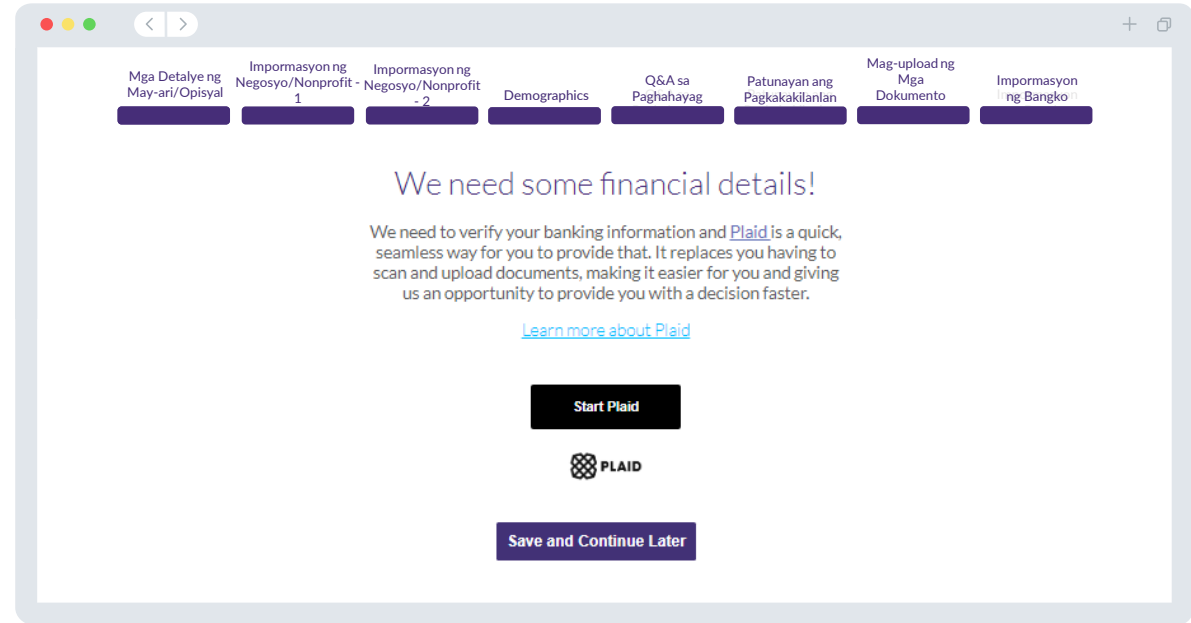 Mga Detalye ng
May-ari/Opisyal
Impormasyon ng
Negosyo/Nonprofit -
1
Impormasyon ng
Negosyo/Nonprofit
- 2
Demographics
Q&A sa
Paghahayag
Patunayan ang
Pagkakakilanlan
Mag-upload ng
Mga
Dokumento
Impormasyon
ng Bangko
We need some financial details!
We need to verify your banking information and Plaid is a quick,
seamless way for you to provide that. It replaces you having to
scan and upload documents, making it easier for you and giving
us an opportunity to provide you with a decision faster.
Learn more about Plaid
Start Plaid
PLAID
Save and Continue Later